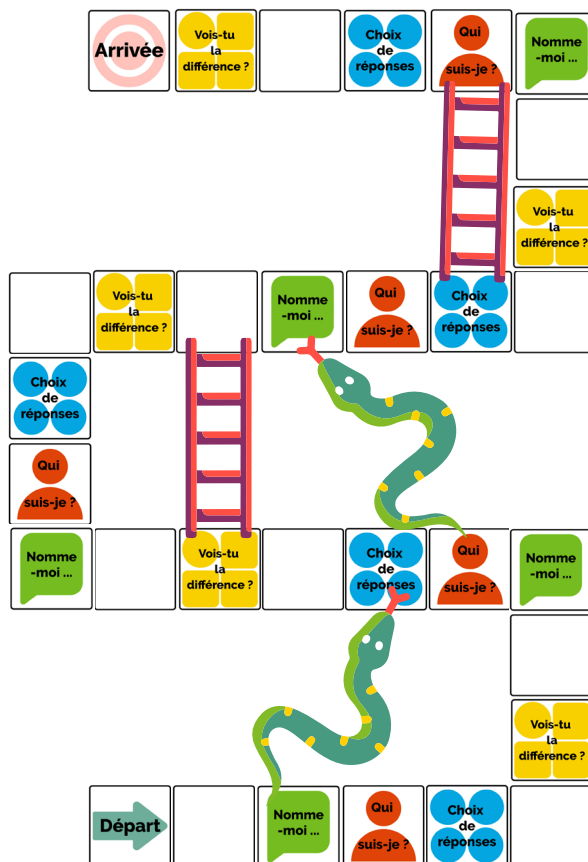 Arrivée
Vois-tu
la
différence ?
Choix
de
réponses
Qui
suis-je ?
Nomme
-moi ...
Vois-tu
la
différence ?
Vois-tu
la
différence ?
Nomme
-moi ...
Qui
suis-je ?
Choix
de
réponses
Choix
de
réponses
Qui
suis-je ?
Nomme
-moi ...
Vois-tu
la
différence ?
Choix
de
réponses
Qui
suis-je ?
Nomme
-moi ...
Vois-tu
la
différence ?
Départ
Nomme
-moi ...
Qui
suis-je ?
Choix
de
réponses